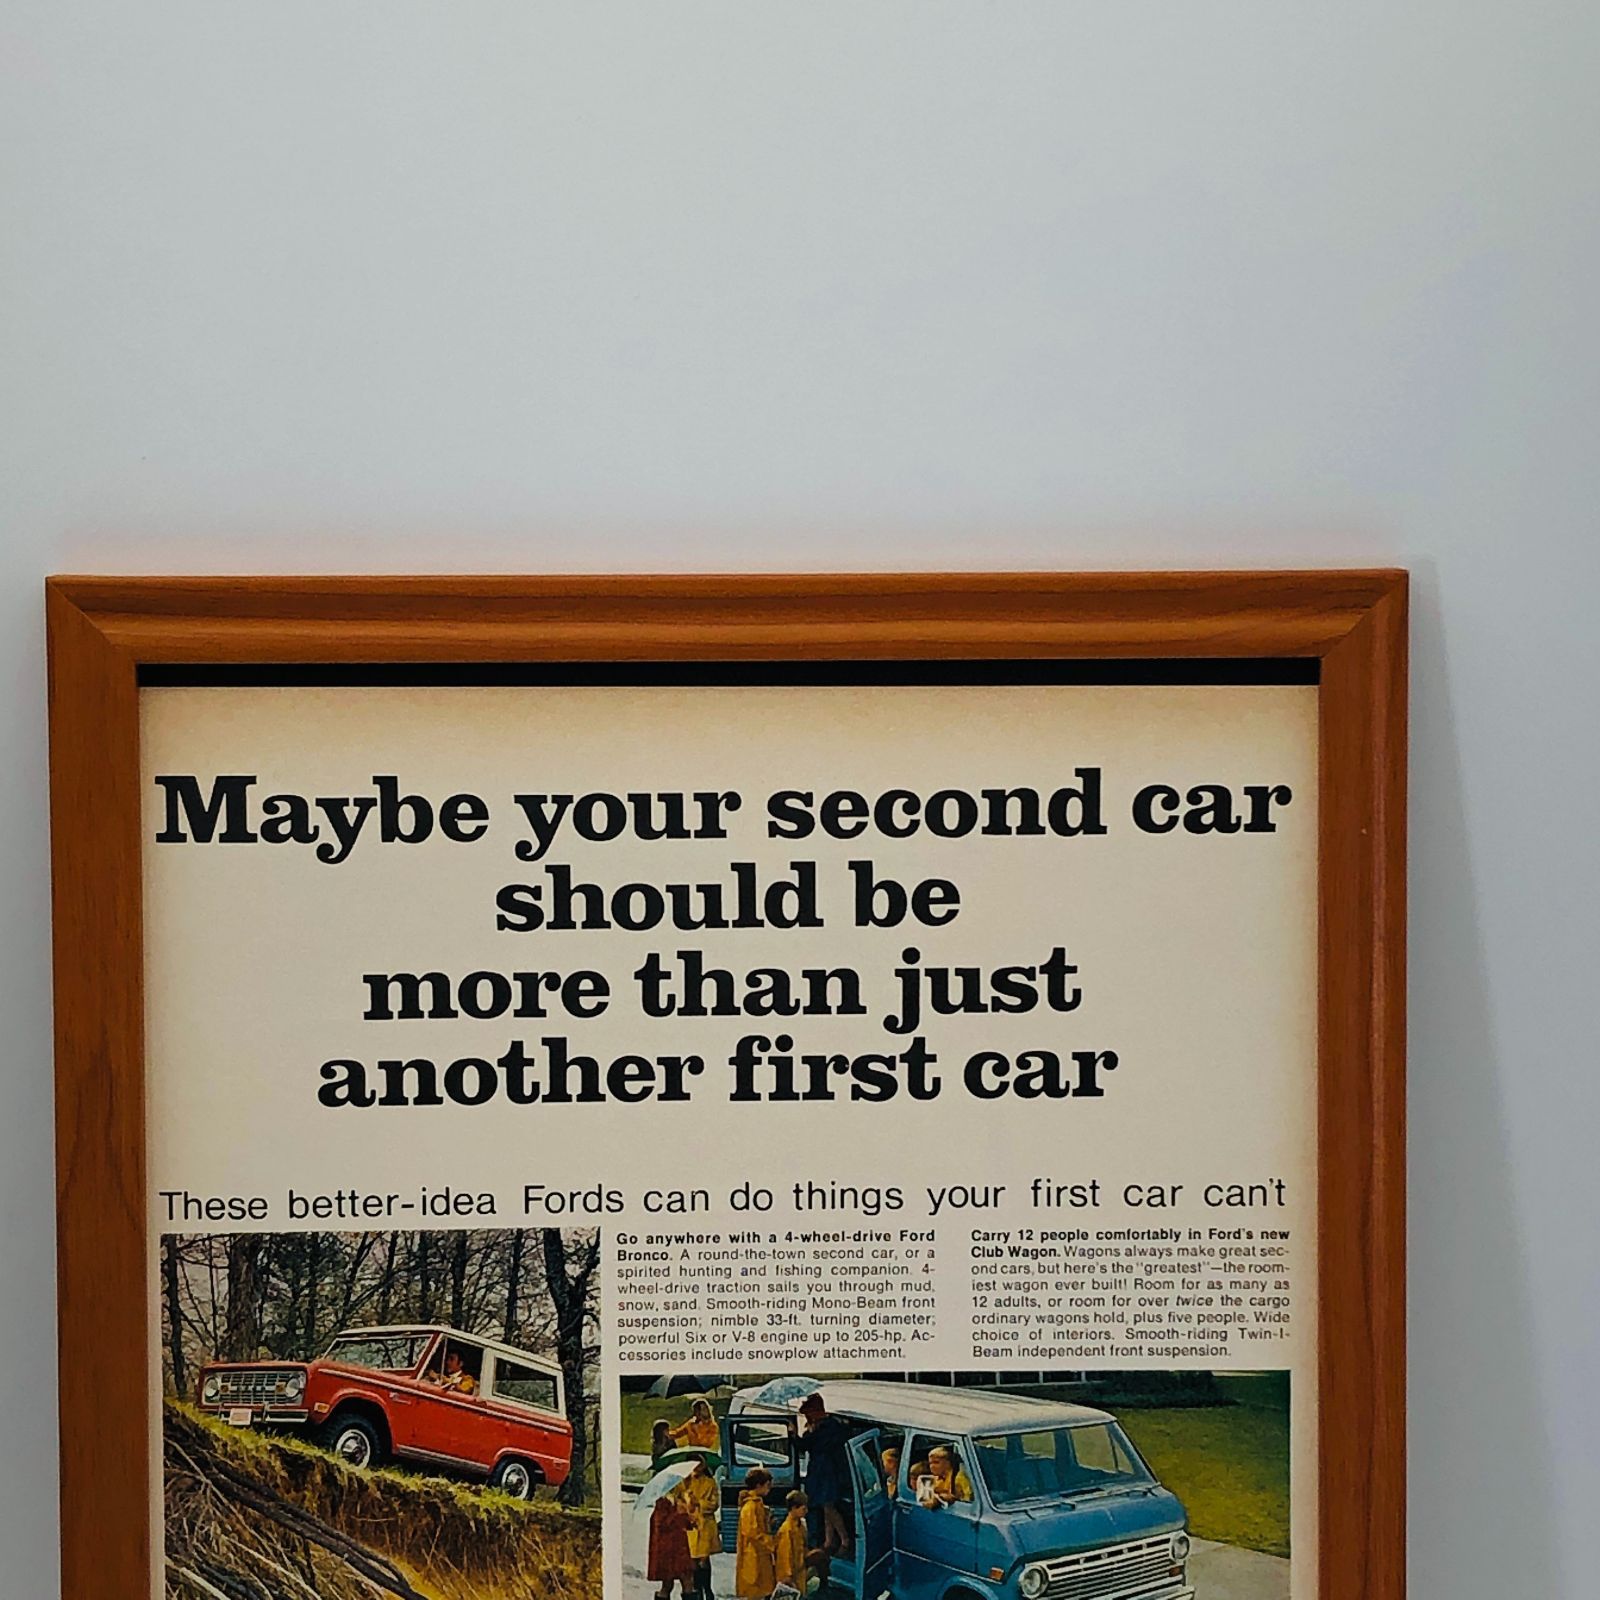 Maybe your second car
should be
more than just
another first car
These better-idea Fords can do things your first car can't
Go anywhere with a 4-wheel-drive Ford
Bronco. A round-the-town second car, or a
spirited hunting and fishing companion. 4-
wheel-drive traction sails you through mud,
snow, sand. Smooth-riding Mono-Beam front
suspension; nimble 33-ft. turning diameter;
powerful Six or V-8 engine up to 205-hp. Ac-
cessories include snowplow attachment.
Carry 12 people comfortably in Ford's new
Club Wagon. Wagons always make great sec-
ond cars, but here's the "greatest"—the room-
iest wagon ever built! Room for as many as
12 adults, or room for over twice the cargo
ordinary wagons hold, plus five people. Wide
choice of interiors. Smooth-riding Twin-I-
Beam independent front suspension.
FORD